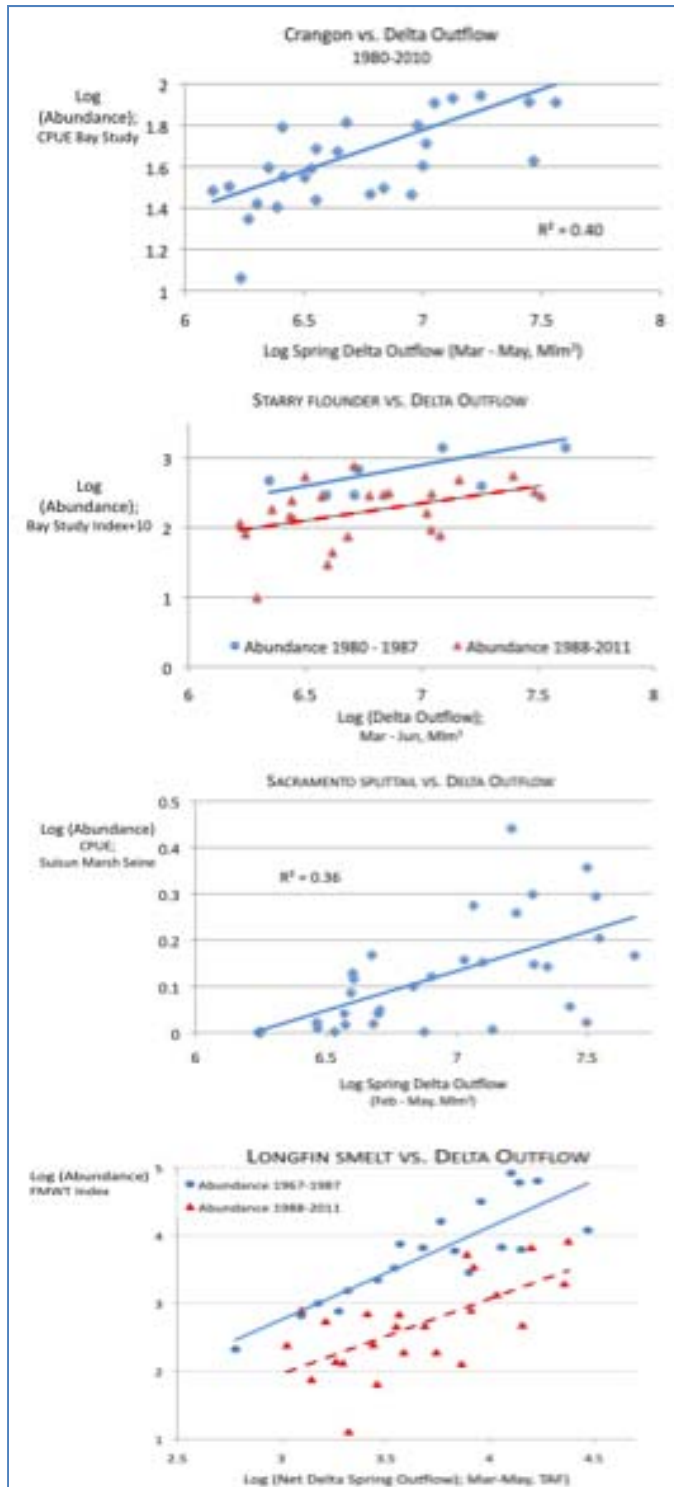 Crangon vs. Delta Outflow
1980-2010
Log
(Abundance);
CPUE Bay Study
2
1.8
1.6
1.4
1.2
1
R² = 0.40
6
6.5
7
7.5
8
Log Spring Delta Outflow (Mar - May, Mlm³)
STARRY FLOUNDER VS. DELTA OUTFLOW
Log
(Abundance);
Bay Study Index+10
3
2
1
0
Abundance 1980 - 1987
Abundance 1988-2011
6
6.5
7
7.5
8
Log (Delta Outflow);
Mar - Jun, Mlm³
SACRAMENTO SPLITTAIL VS. DELTA OUTFLOW
Log (Abundance)
CPUE;
Suisun Marsh Seine
0.5
0.4
0.3
0.2
0.1
0
R² = 0.36
6
6.5
7
7.5
Log Spring Delta Outflow
(Feb - May, Mlm³)
LONGFIN SMELT VS. DELTA OUTFLOW
Log (Abundance)
FMWT Index
Abundance 1967-1987
Abundance 1988-2011
5
4
3
2
1
2.5
3
3.5
4
4.5
Log (Net Delta Spring Outflow); Mar-May, TAF)